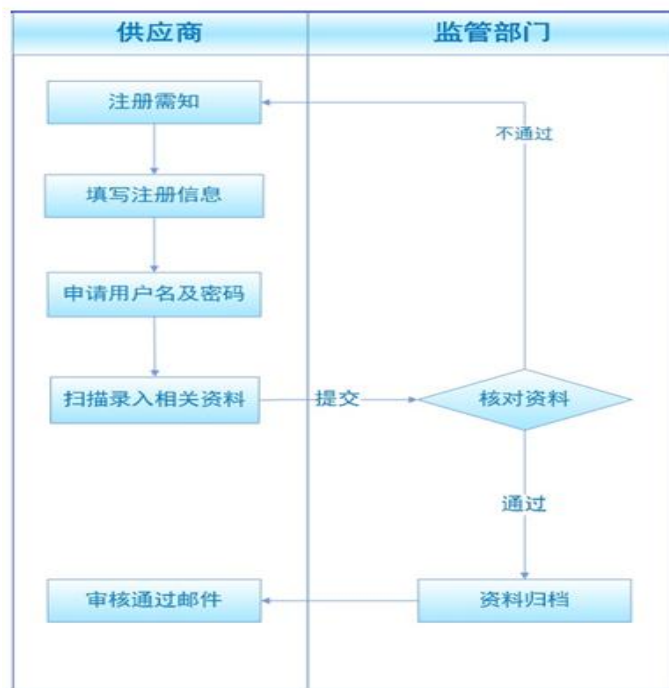 供应商
监管部门
注册需知
不通过
填写注册信息
申请用户名及密码
扫描录入相关资料
提交
核对资料
通过
审核通过邮件
资料归档